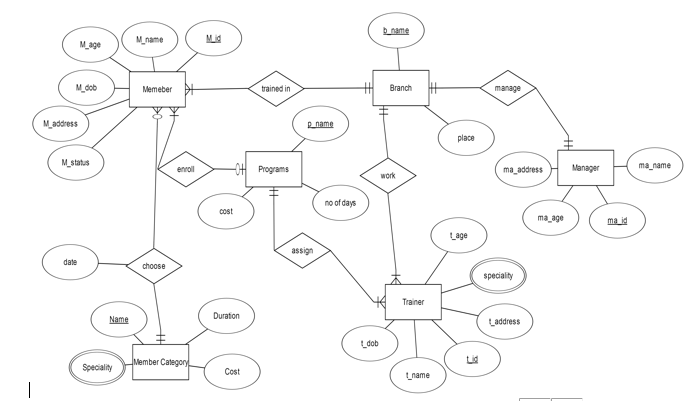 b_name
M_age
M_name
M_id
M_dob
Memeber
trained in
Branch
manage
M_address
p_name
place
M_status
enroll
Programs
work
ma_address
Manager
ma_name
cost
no of days
ma_age
ma_id
t_age
date
choose
assign
speciality
Name
Duration
Trainer
t_address
t_dob
Speciality
Member Category
Cost
t_name
t_id